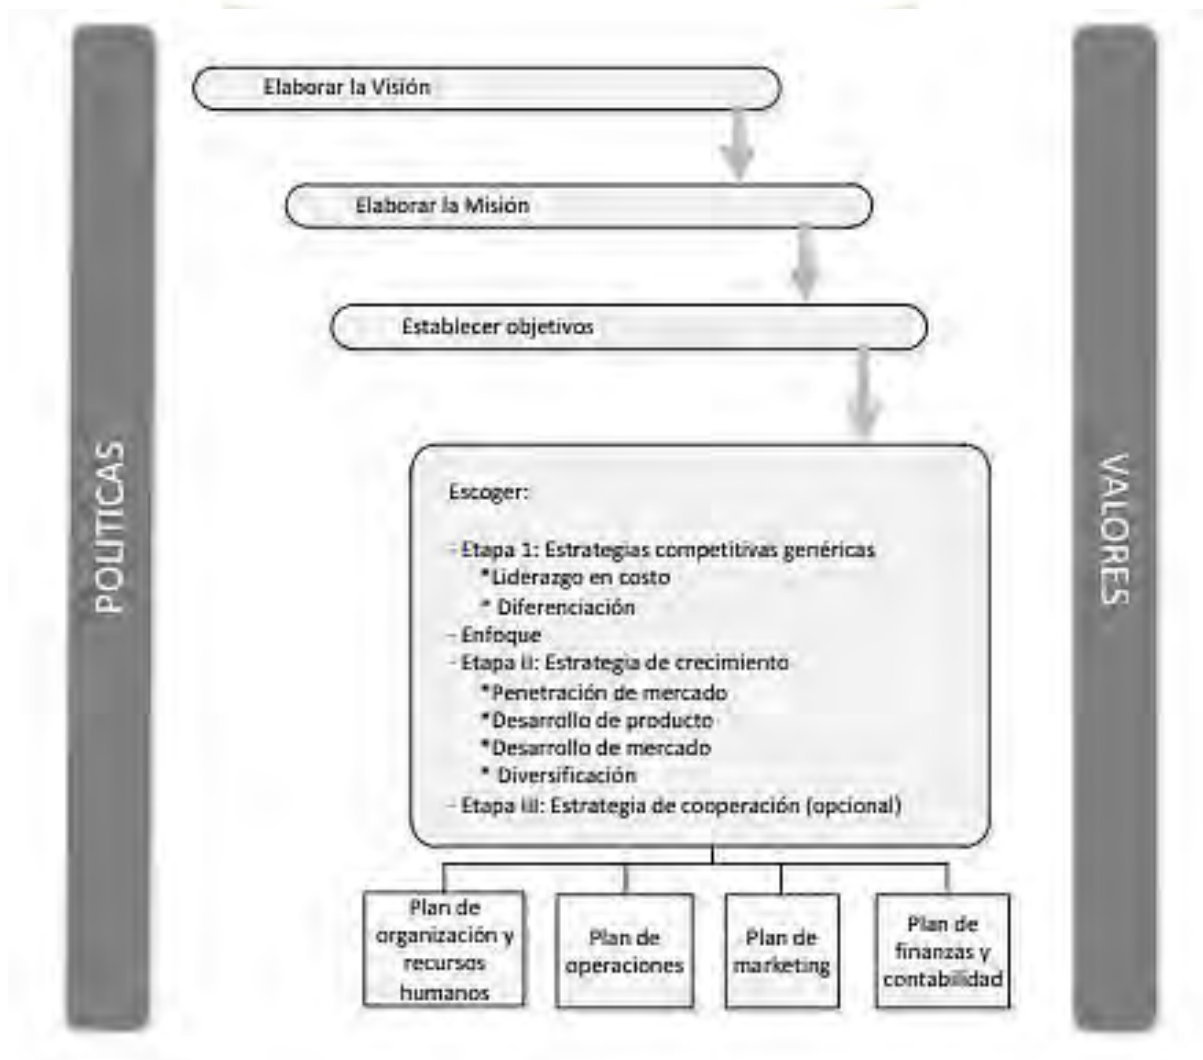 Elaborar la Visión
Elaborar la Misión
Establecer objetivos
POLITICAS
VALORES
Escoger:
- Etapa 1: Estrategias competitivas genéricas
*Liderazgo en costo
* Diferenciación
- Enfoque
- Etapa II: Estrategia de crecimiento
*Penetración de mercado
*Desarrollo de producto
*Desarrollo de mercado
* Diversificación
- Etapa III: Estrategia de cooperación (opcional)
Plan de
organización y
recursos
humanos
Plan de
operaciones
Plan de
marketing
Plan de
finanzas y
contabilidad